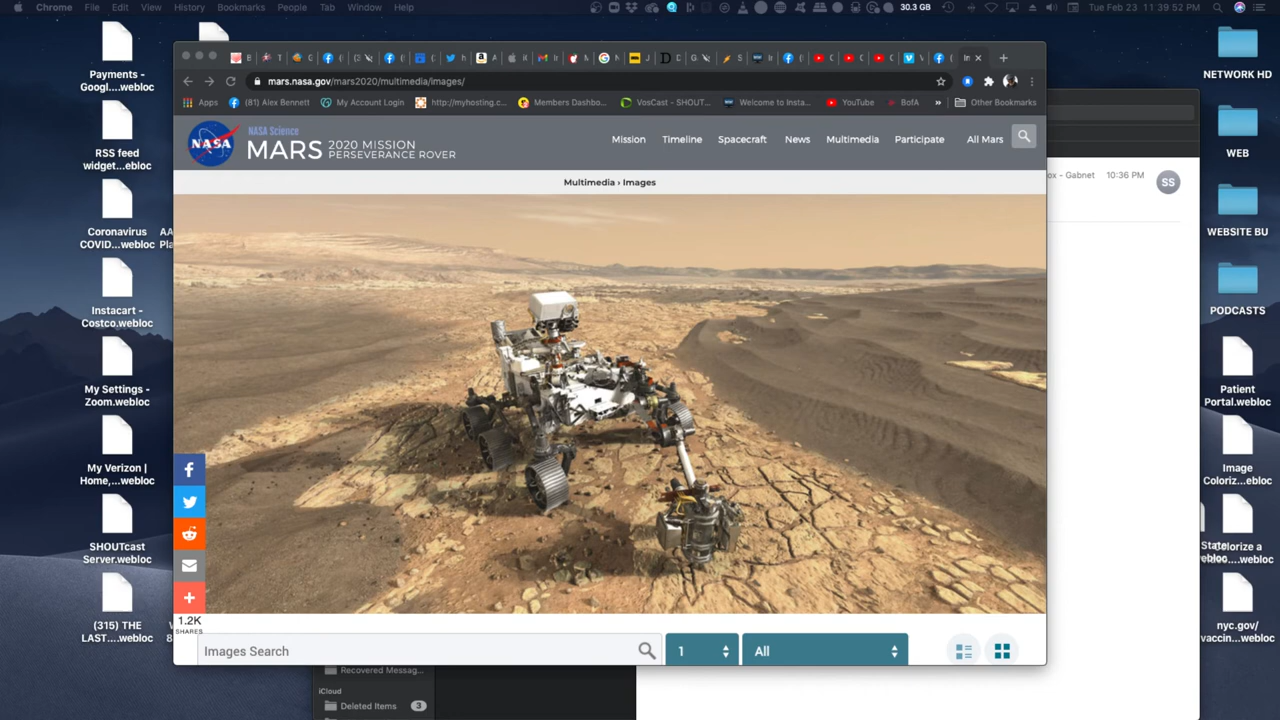 Chrome File Edit View History Bookmarks People Tab Window Help
30.3 GB
Tue Feb 23 11:39:52 PM
Payments -
Googl....webloc
RSS feed
widget...ebloc
Coronavirus
COVID...webloc
Instacart -
Costco.webloc
My Settings -
Zoom.webloc
My Verizon |
Home,....webloc
SHOUTcast
Server.webloc
(315) THE
LAST....webloc
mars.nasa.gov/mars2020/multimedia/images/
Apps
(81) Alex Bennett
My Account Login
http://myhosting.c...
Members Dashbo...
VosCast - SHOUT...
Welcome to Insta...
YouTube
BofA
»
Other Bookmarks
NASA
NASA Science
MARS
2020 MISSION
PERSEVERANCE ROVER
Mission Timeline Spacecraft News Multimedia Participate All Mars
Multimedia › Images
1.2K
SHARES
Images Search
1
All
Recovered Messag...
iCloud
Deleted Items
3
ox - Gabnet
10:36 PM
SS
NETWORK HD
WEB
WEBSITE BU
PODCASTS
Patient
Portal.webloc
Image
Coloriz...ebloc
Colorize a
....webloc
nyc.gov/
vaccin...webloc